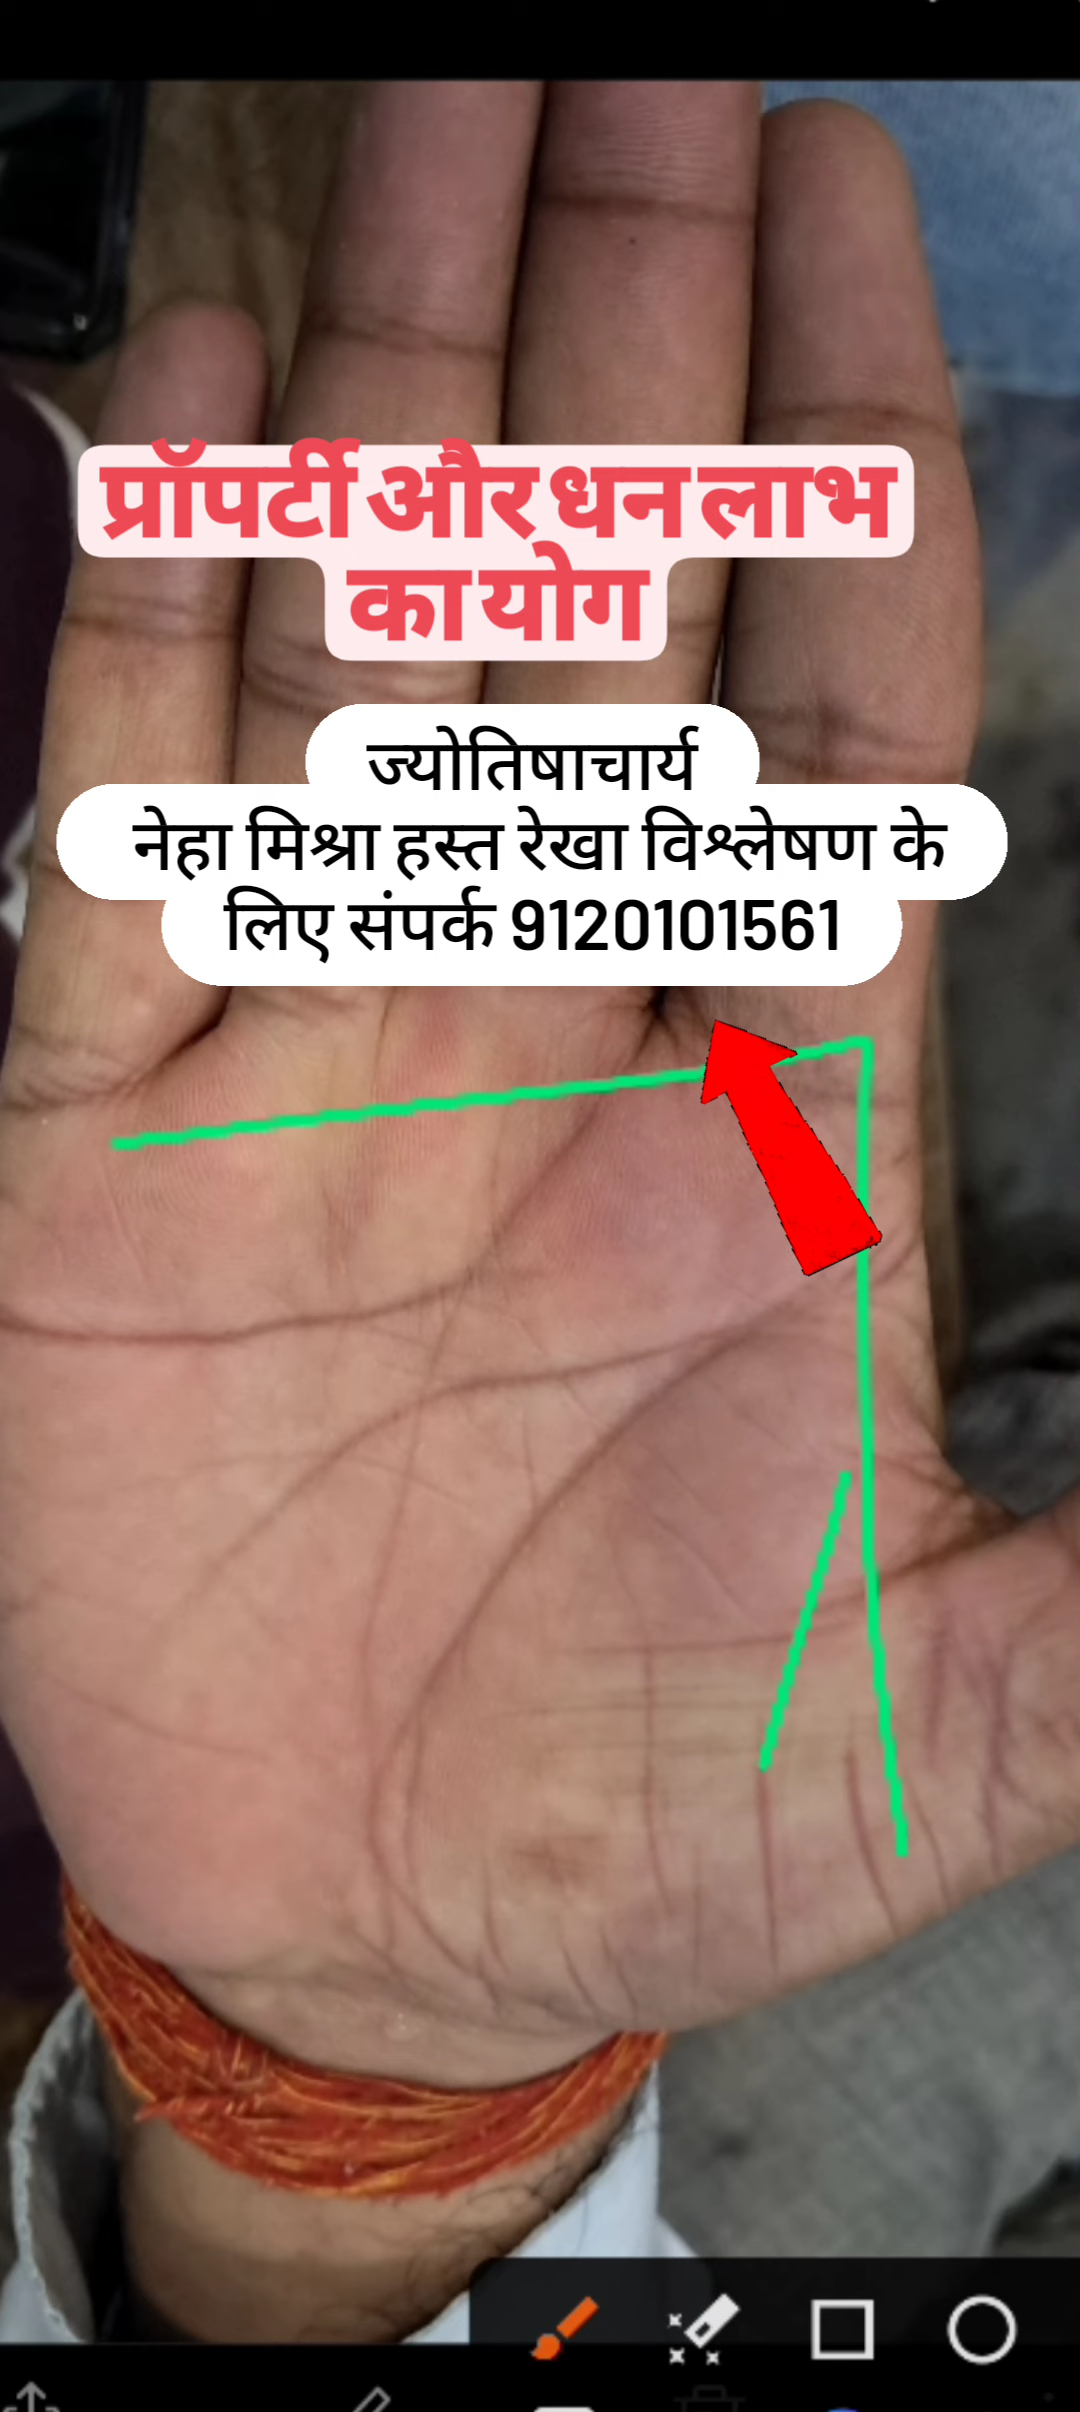 प्रॉपर्टी और धन लाभ
का योग
ज्योतिषाचार्य
नेहा मिश्रा हस्त रेखा विश्लेषण के
लिए संपर्क 9120101561